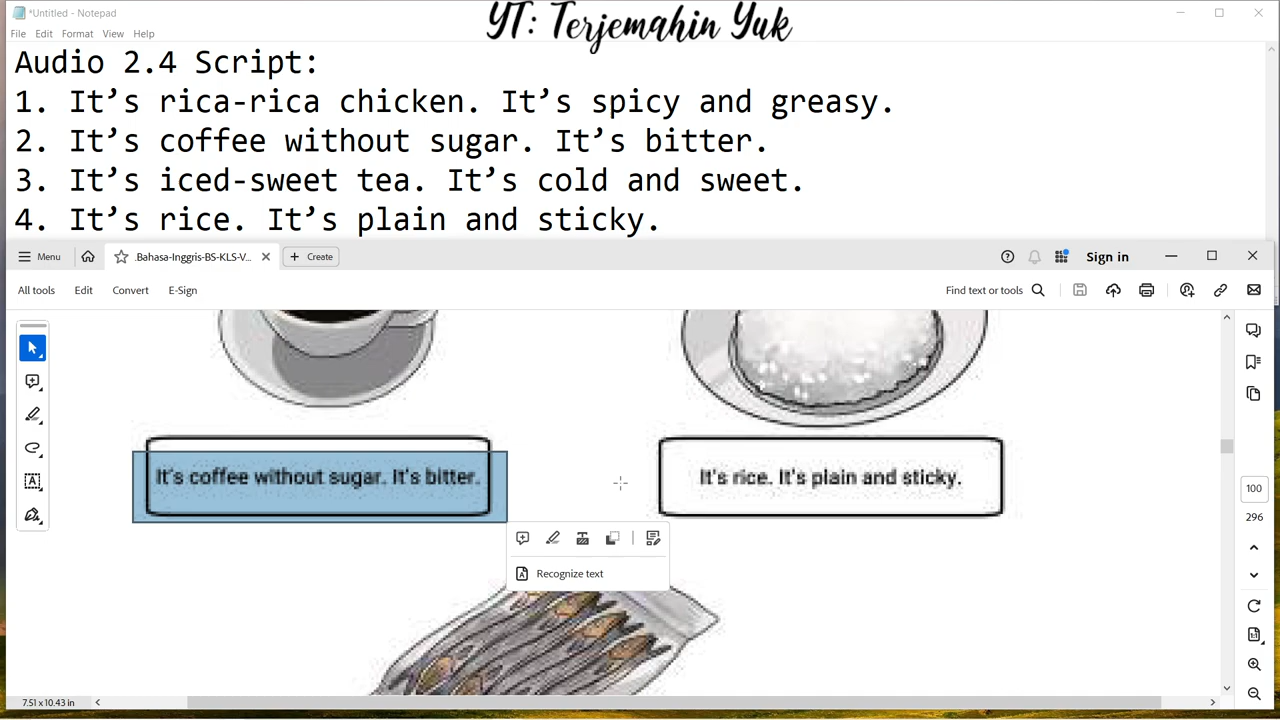 *Untitled - Notepad
YT: Terjemahin Yuk
File Edit Format View Help
Audio 2.4 Script:
1. It’s rica-rica chicken. It’s spicy and greasy.
2. It’s coffee without sugar. It’s bitter.
3. It’s iced-sweet tea. It’s cold and sweet.
4. It’s rice. It’s plain and sticky.
Menu .Bahasa-Inggris-BS-KLS-V... Create Sign in
All tools Edit Convert E-Sign Find text or tools
It's coffee without sugar. It's bitter.
It's rice. It's plain and sticky.
100
296
Recognize text
7.51 x 10.43 in